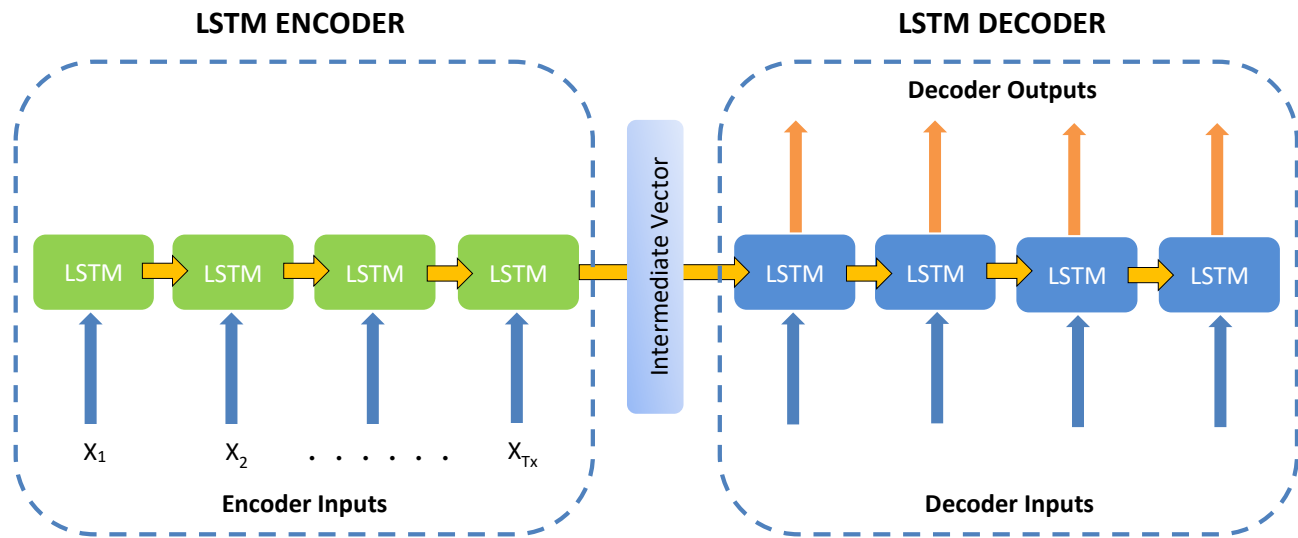 LSTM ENCODER
LSTM LSTM LSTM LSTM
X1 X2 . . . . . . XTx
Encoder Inputs
Intermediate Vector
LSTM DECODER
Decoder Outputs
LSTM LSTM LSTM LSTM
Decoder Inputs